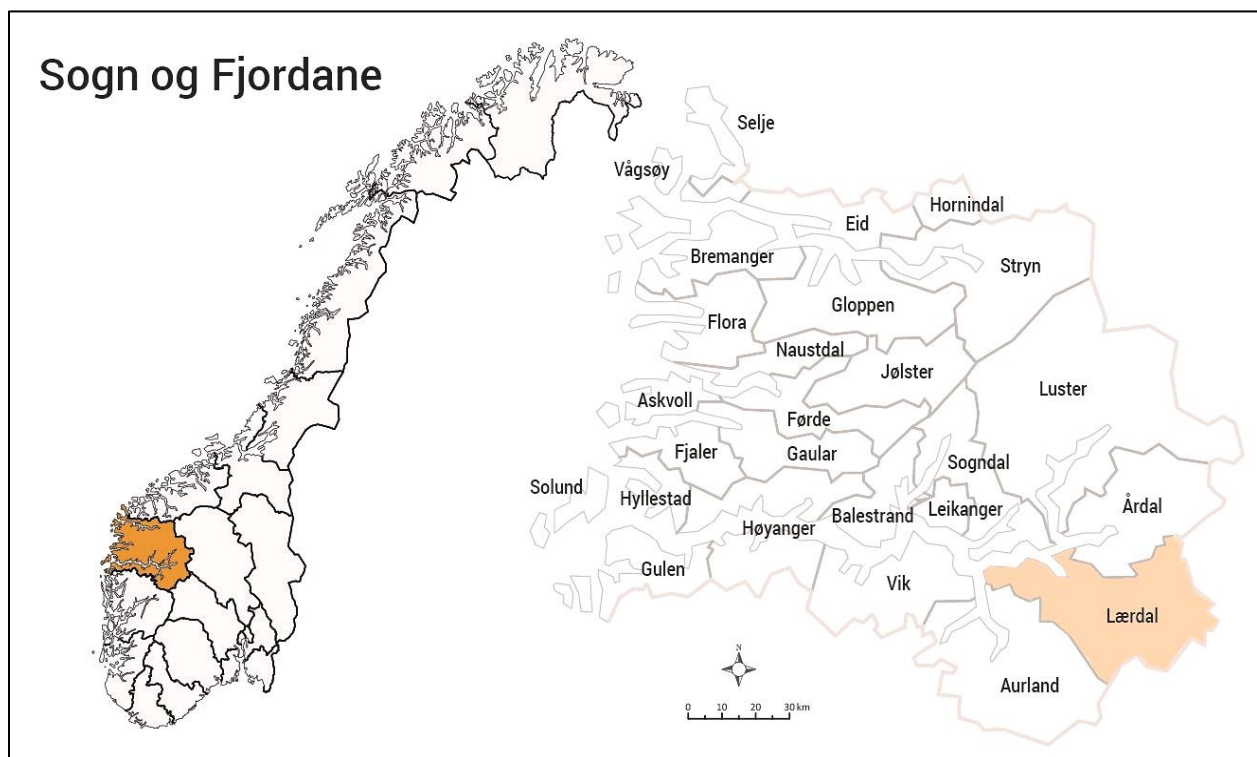 Sogn og Fjordane
Selje
Vågsøy
Hornindal
Eid
Bremanger
Stryn
Gloppen
Flora
Naustdal
Jølster
Luster
Askvoll
Førde
Fjaler
Gaular
Sogndal
Solund
Hyllestad
Høyanger
Balestrand
Leikanger
Årdal
Gulen
Vik
Lærdal
Aurland
N
0 10 20 30 km